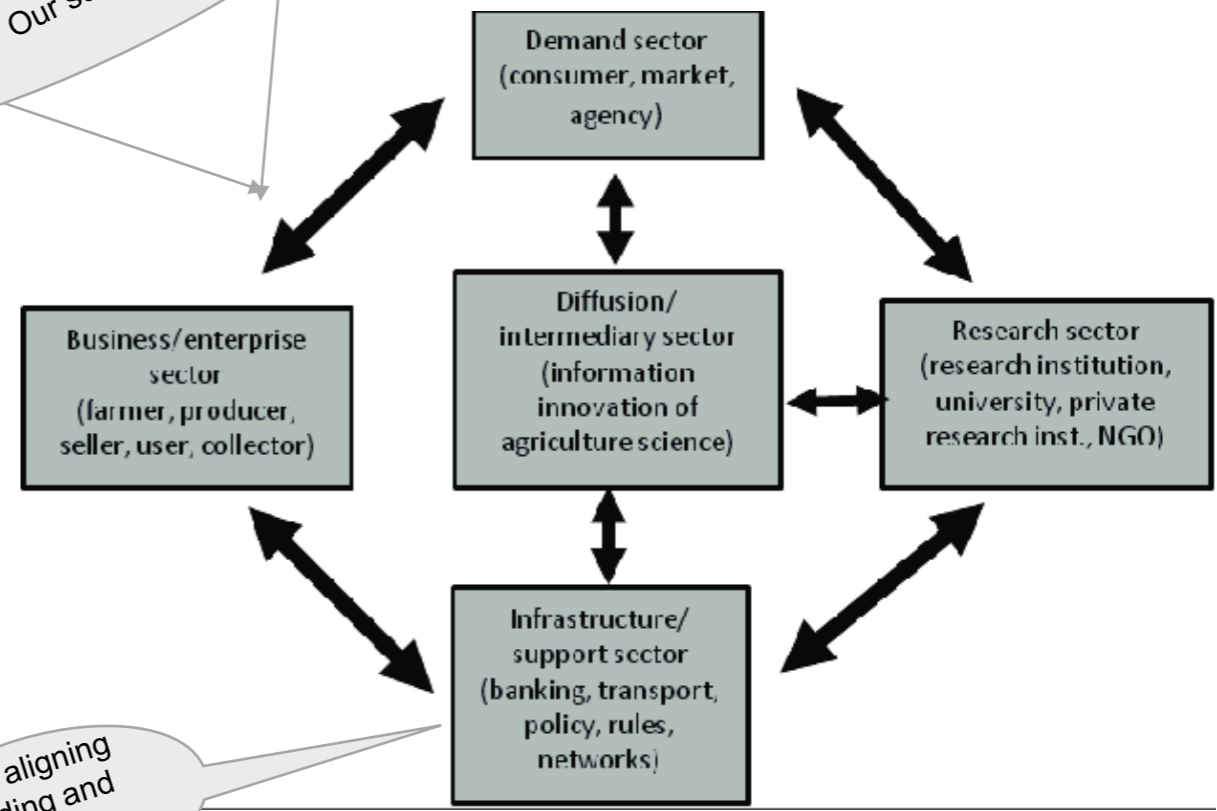 Our
Demand sector
(consumer, market,
agency)
Business/enterprise
sector
(farmer, producer,
seller, user, collector)
Diffusion/
intermediary sector
(information
innovation of
agriculture science)
Research sector
(research institution,
university, private
research inst., NGO)
Infrastructure/
support sector
(banking, transport,
policy, rules,
networks)
aligning
and